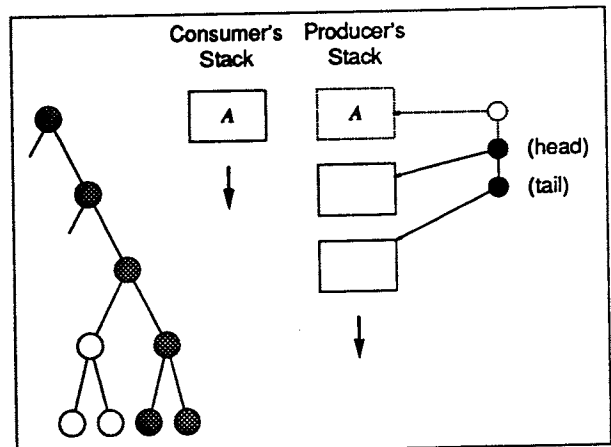 Consumer's
Stack
Producer's
Stack
A
A
(head)
(tail)